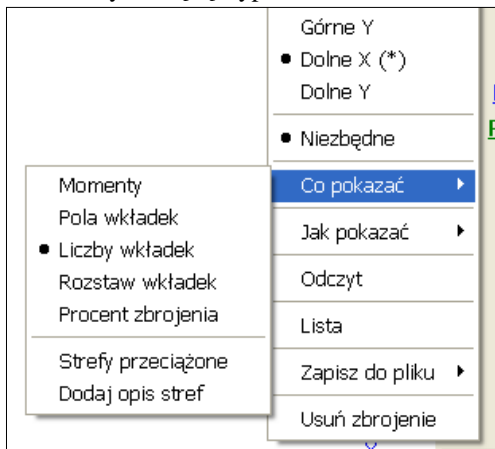 Górne Y
Dolne X (*)
Dolne Y
Niezbędne
Co pokazać
Jak pokazać
Odczyt
Lista
Zapisz do pliku
Usuń zbrojenie
Momenty
Pola wkładek
Liczby wkładek
Rozstaw wkładek
Procent zbrojenia
Strefy przeciążone
Dodaj opis stref